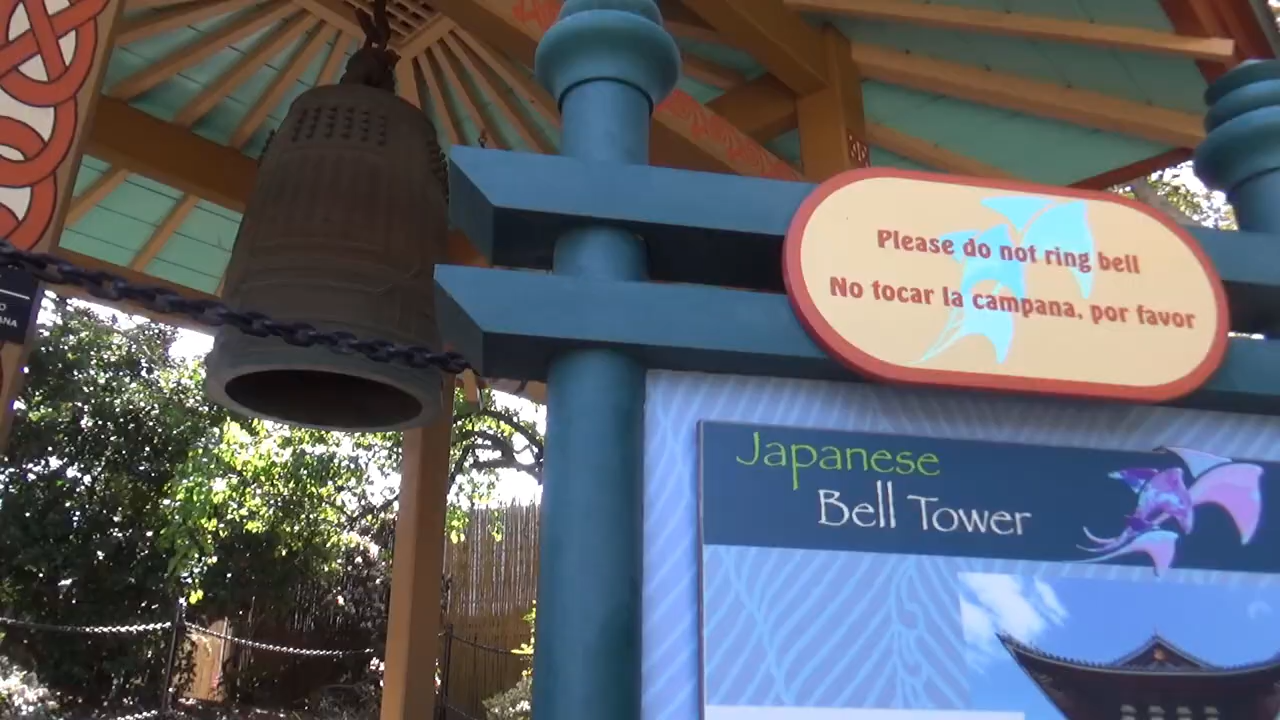 Please do not ring bell
No tocar la campana, por favor
Japanese
Bell Tower